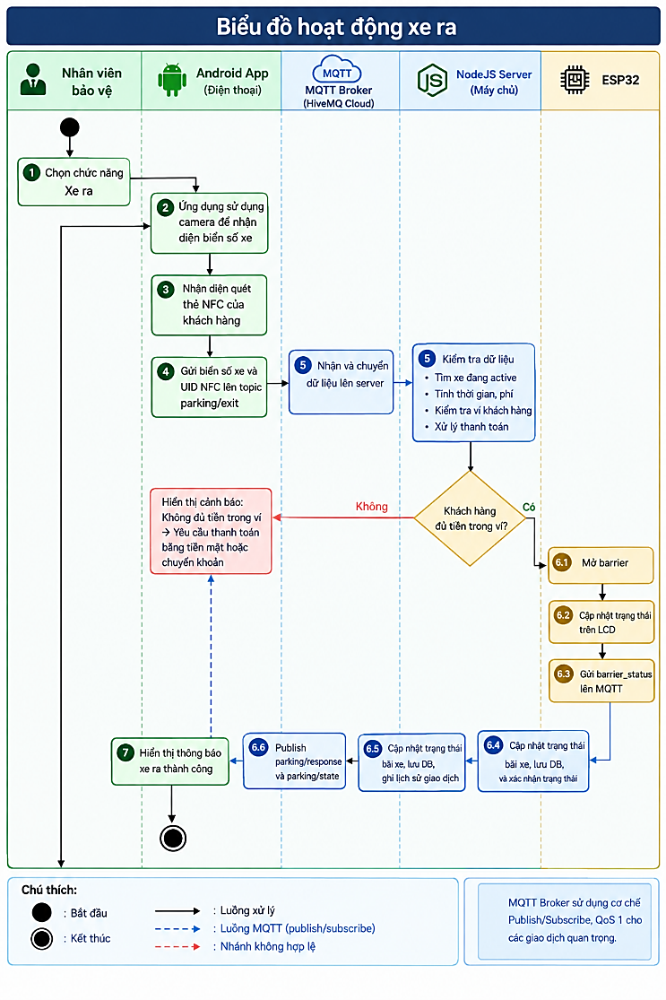 Biểu đồ hoạt động xe ra
Nhân viên
bảo vệ
Android App
(Điện thoại)
MQTT
MQTT Broker
(HiveMQ Cloud)
JS
NodeJS Server
(Máy chủ)
ESP32
1
Chọn chức năng
Xe ra
2
Ứng dụng sử dụng
camera để nhận
diện biển số xe
3
Nhận diện quét
thẻ NFC của
khách hàng
4
Gửi biển số xe và
UID NFC lên topic
parking/exit
5
Nhận và chuyển
dữ liệu lên server
5
Kiểm tra dữ liệu
• Tìm xe đang active
• Tính thời gian, phí
• Kiểm tra ví khách hàng
• Xử lý thanh toán
Khách hàng
đủ tiền trong ví?
Không
Có
Hiển thị cảnh báo:
Không đủ tiền trong ví
→ Yêu cầu thanh toán
bằng tiền mặt hoặc
chuyển khoản
6.1
Mở barrier
6.2
Cập nhật trạng thái
trên LCD
6.3
Gửi barrier_status
lên MQTT
6.4
Cập nhật trạng thái
bãi xe, lưu DB,
và xác nhận trạng thái
6.5
Cập nhật trạng thái
bãi xe, lưu DB,
ghi lịch sử giao dịch
6.6
Publish
parking/response
và parking/state
7
Hiển thị thông báo
xe ra thành công
Chú thích:
: Bắt đầu
: Kết thúc
: Luồng xử lý
: Luồng MQTT (publish/subscribe)
: Nhánh không hợp lệ
MQTT Broker sử dụng cơ chế
Publish/Subscribe, QoS 1 cho
các giao dịch quan trọng.